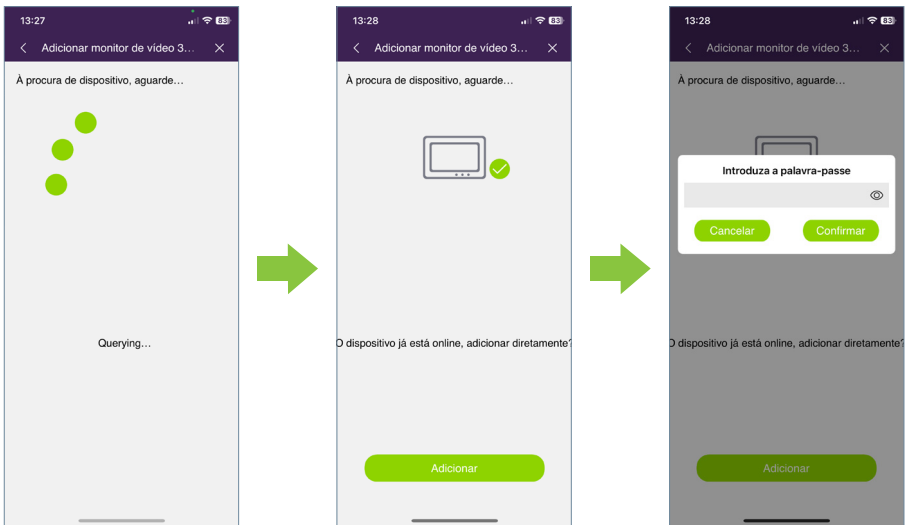 13:27
83
Adicionar monitor de vídeo 3...
À procura de dispositivo, aguarde...
Querying...
13:28
83
Adicionar monitor de vídeo 3...
À procura de dispositivo, aguarde...
O dispositivo já está online, adicionar diretamente?
Adicionar
13:28
83
Adicionar monitor de vídeo 3...
À procura de dispositivo, aguarde...
Introduza a palavra-passe
Cancelar
Confirmar
O dispositivo já está online, adicionar diretamente?
Adicionar